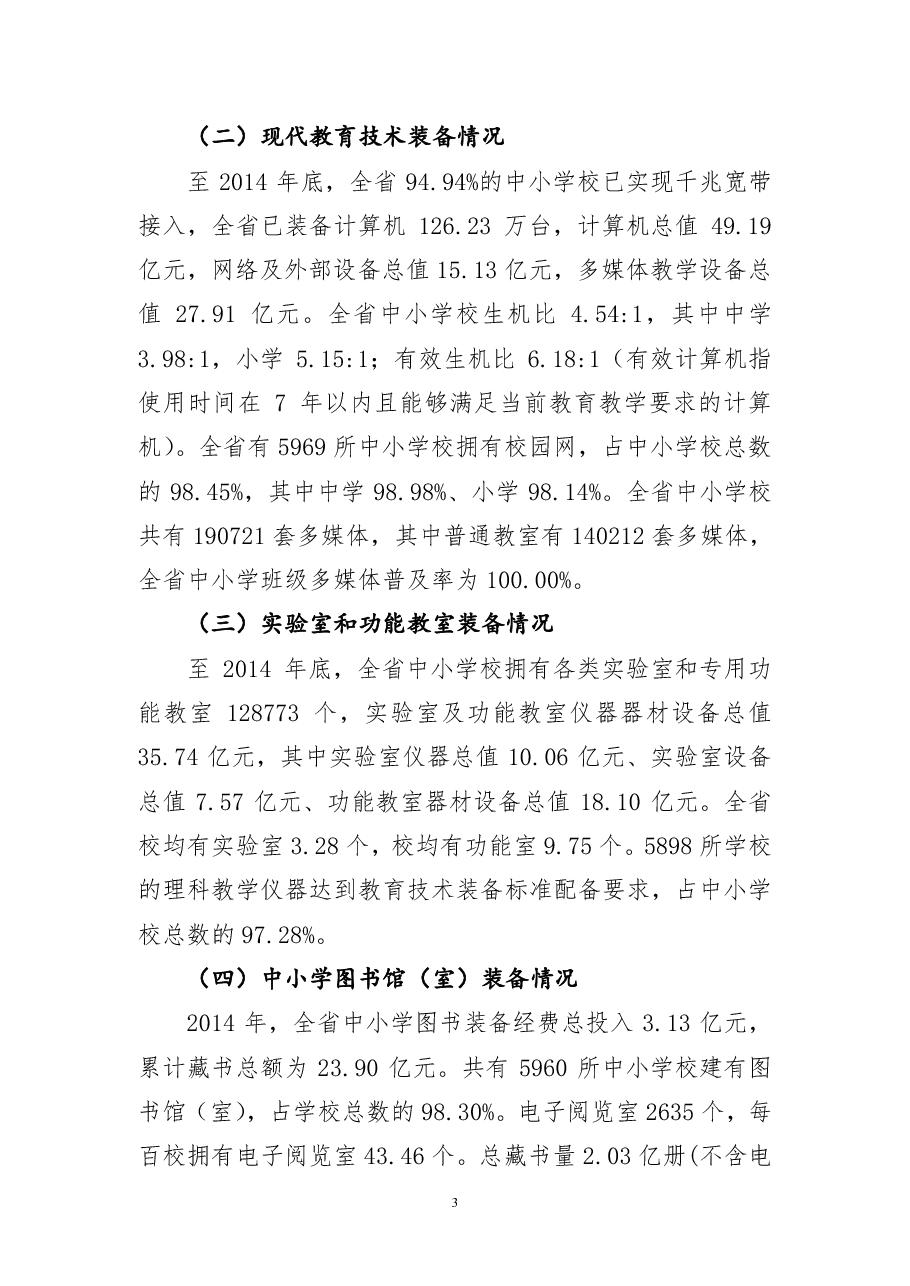 （二）现代教育技术装备情况
至 2014 年底，全省 94.94%的中小学校已实现千兆宽带
接入，全省已装备计算机 126.23 万台，计算机总值 49.19
亿元，网络及外部设备总值 15.13 亿元，多媒体教学设备总
值 27.91 亿元。全省中小学校生机比 4.54:1，其中中学
3.98:1，小学 5.15:1；有效生机比 6.18:1（有效计算机指
使用时间在 7 年以内且能够满足当前教育教学要求的计算
机）。全省有 5969 所中小学校拥有校园网，占中小学校总数
的 98.45%，其中中学 98.98%、小学 98.14%。全省中小学校
共有 190721 套多媒体，其中普通教室有 140212 套多媒体，
全省中小学班级多媒体普及率为 100.00%。
（三）实验室和功能教室装备情况
至 2014 年底，全省中小学校拥有各类实验室和专用功
能教室 128773 个，实验室及功能教室仪器器材设备总值
35.74 亿元，其中实验室仪器总值 10.06 亿元、实验室设备
总值 7.57 亿元、功能教室器材设备总值 18.10 亿元。全省
校均有实验室 3.28 个，校均有功能室 9.75 个。5898 所学校
的理科教学仪器达到教育技术装备标准配备要求，占中小学
校总数的 97.28%。
（四）中小学图书馆（室）装备情况
2014 年，全省中小学图书装备经费总投入 3.13 亿元，
累计藏书总额为 23.90 亿元。共有 5960 所中小学校建有图
书馆（室），占学校总数的 98.30%。电子阅览室 2635 个，每
百校拥有电子阅览室 43.46 个。总藏书量 2.03 亿册(不含电
3